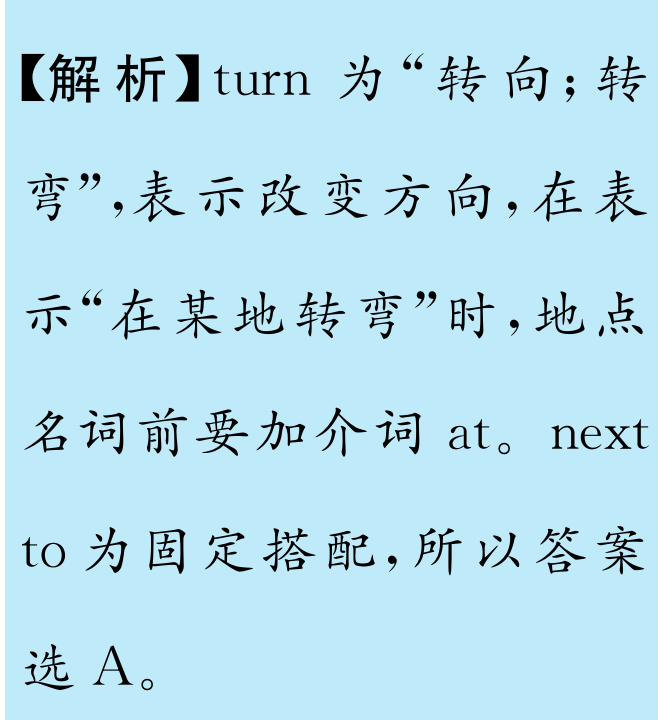 【解析】turn 为“转向;转
弯”,表示改变方向,在表
示“在某地转弯”时,地点
名词前要加介词 at。next
to 为固定搭配,所以答案
选 A。